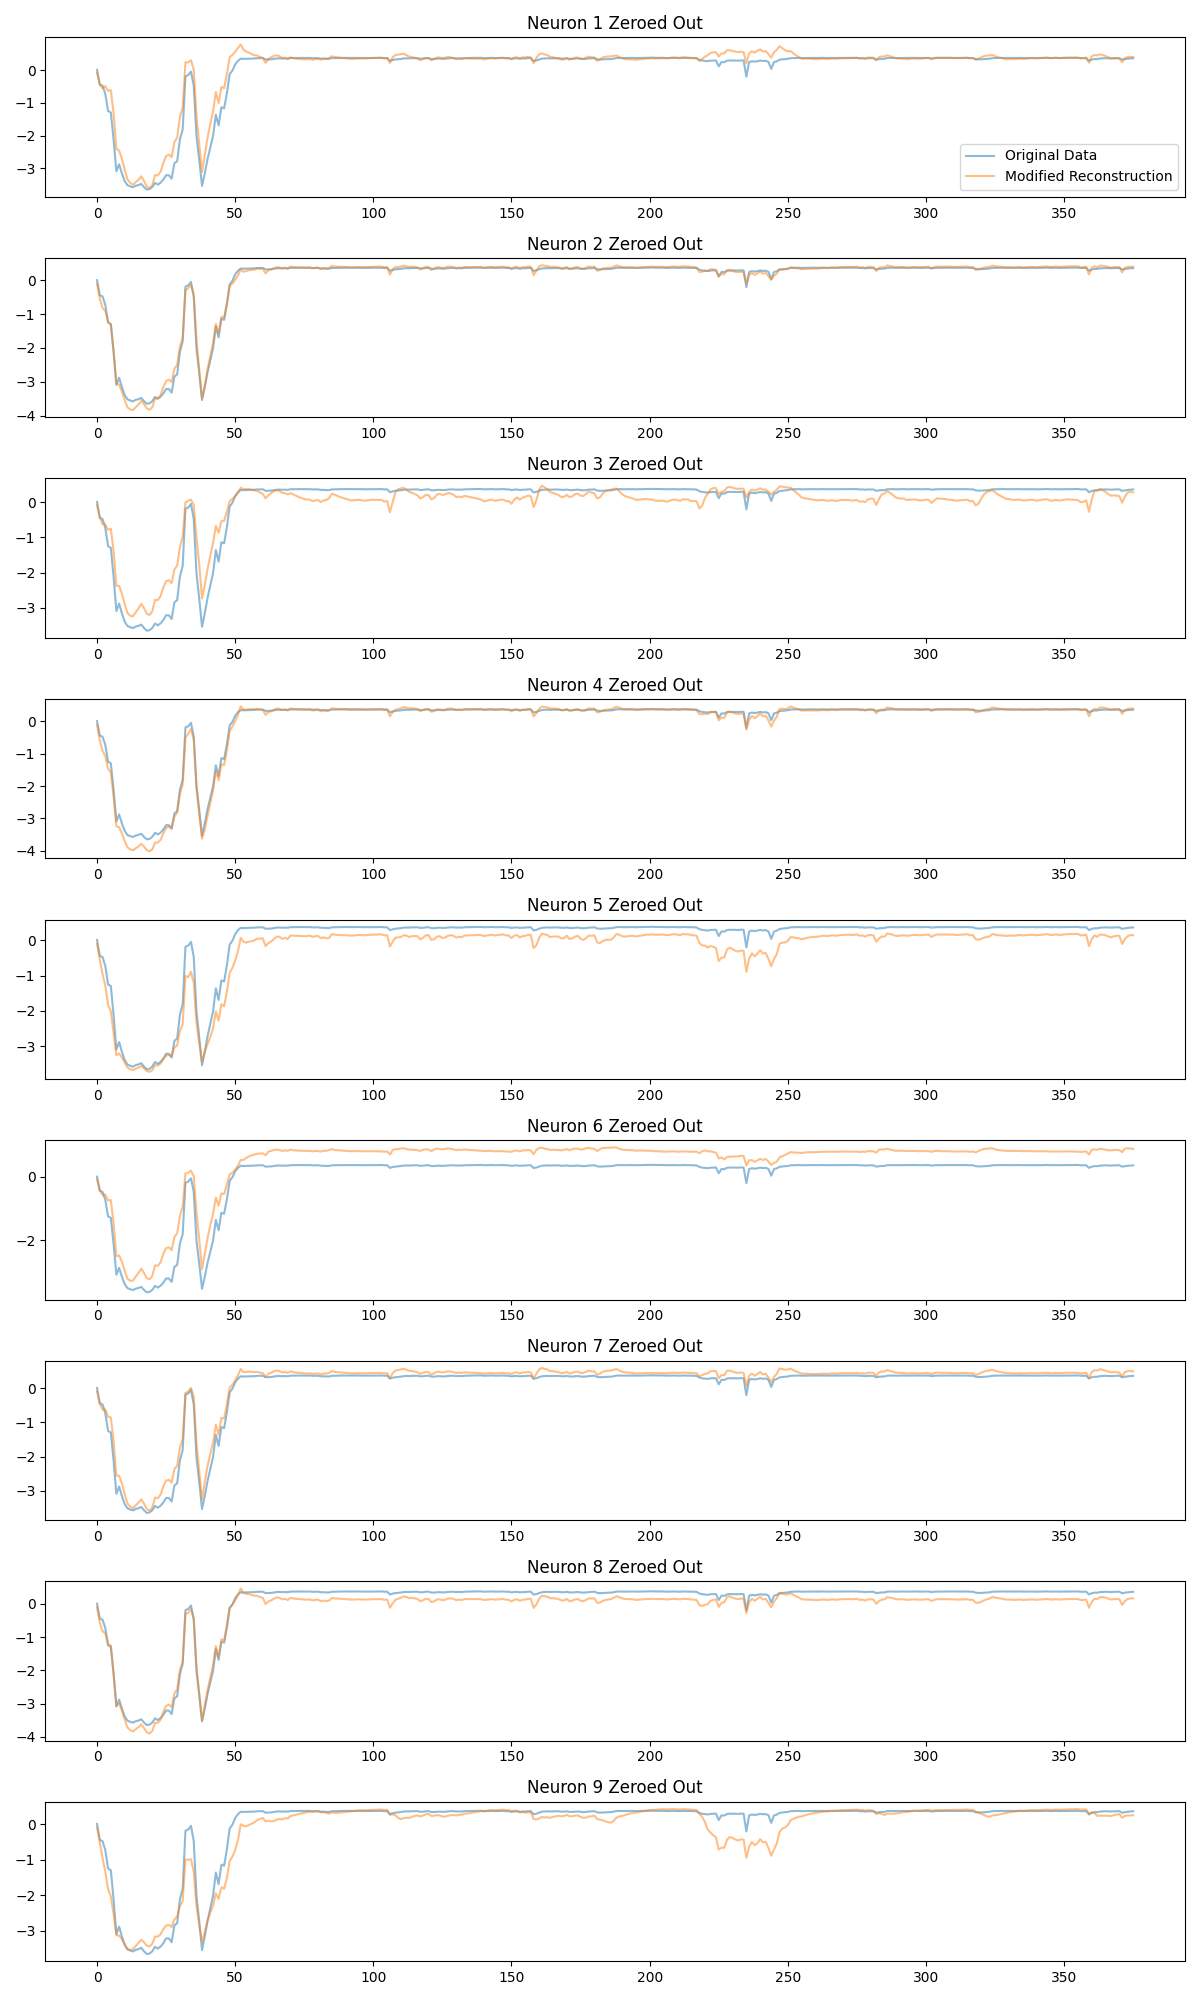 Neuron 1 Zeroed Out
0
−1
−2
−3
Original Data
Modified Reconstruction
0 50 100 150 200 250 300 350
Neuron 2 Zeroed Out
0
−1
−2
−3
−4
0 50 100 150 200 250 300 350
Neuron 3 Zeroed Out
0
−1
−2
−3
0 50 100 150 200 250 300 350
Neuron 4 Zeroed Out
0
−1
−2
−3
−4
0 50 100 150 200 250 300 350
Neuron 5 Zeroed Out
0
−1
−2
−3
0 50 100 150 200 250 300 350
Neuron 6 Zeroed Out
0
−2
0 50 100 150 200 250 300 350
Neuron 7 Zeroed Out
0
−1
−2
−3
0 50 100 150 200 250 300 350
Neuron 8 Zeroed Out
0
−1
−2
−3
−4
0 50 100 150 200 250 300 350
Neuron 9 Zeroed Out
0
−1
−2
−3
0 50 100 150 200 250 300 350